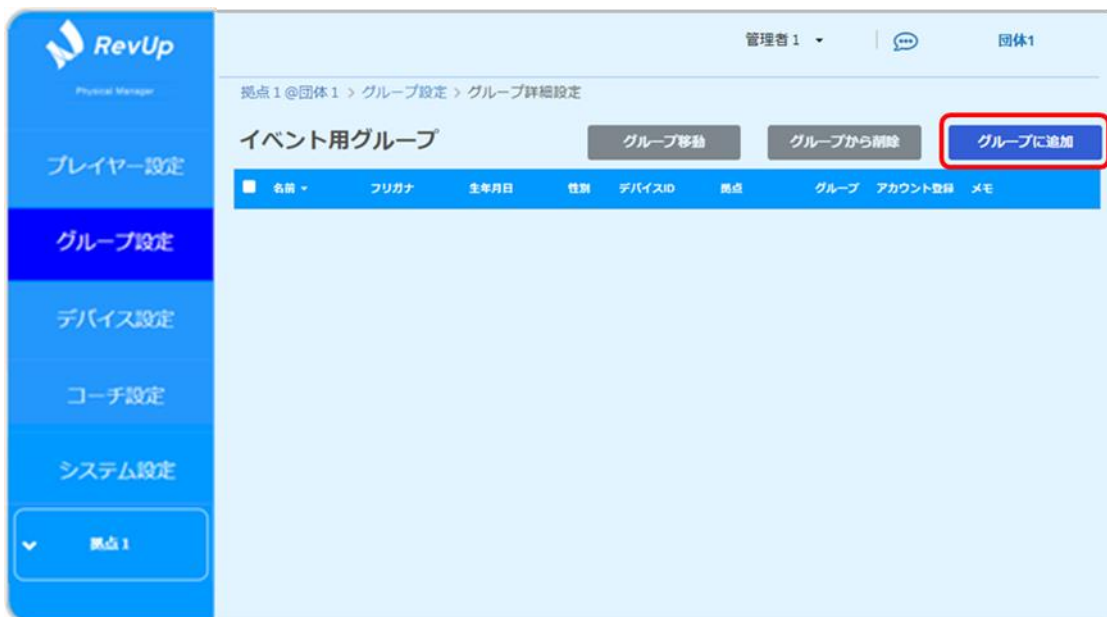 RevUp
Physical Manager
管理者1
団体1
拠点1@団体1 > グループ設定 > グループ詳細設定
イベント用グループ
グループ移動
グループから削除
グループに追加
名前 フリガナ 生年月日 性別 デバイスID 拠点 グループ アカウント登録 メモ
プレイヤー設定
グループ設定
デバイス設定
コーチ設定
システム設定
拠点1